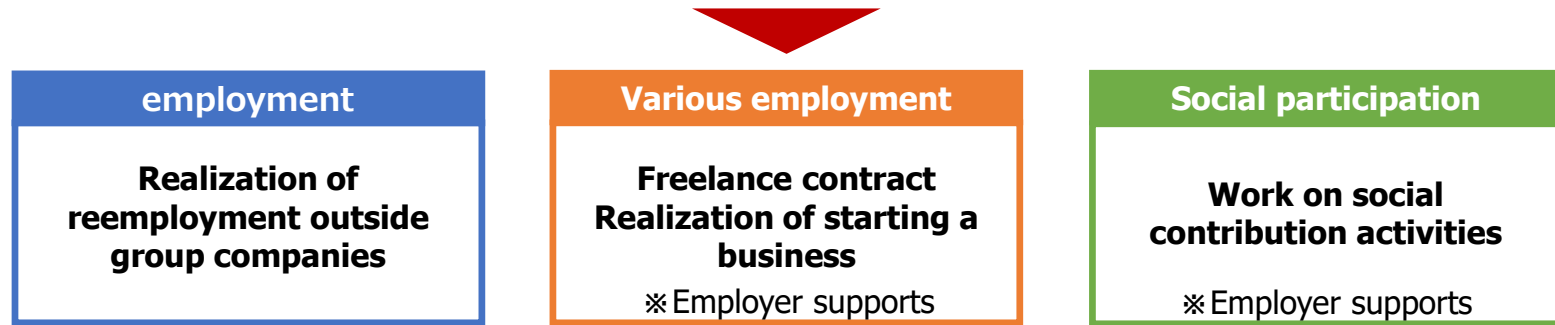 employment
Realization of
reemployment outside
group companies
Various employment
Freelance contract
Realization of starting a
business
※Employer supports
Social participation
Work on social
contribution activities
※Employer supports